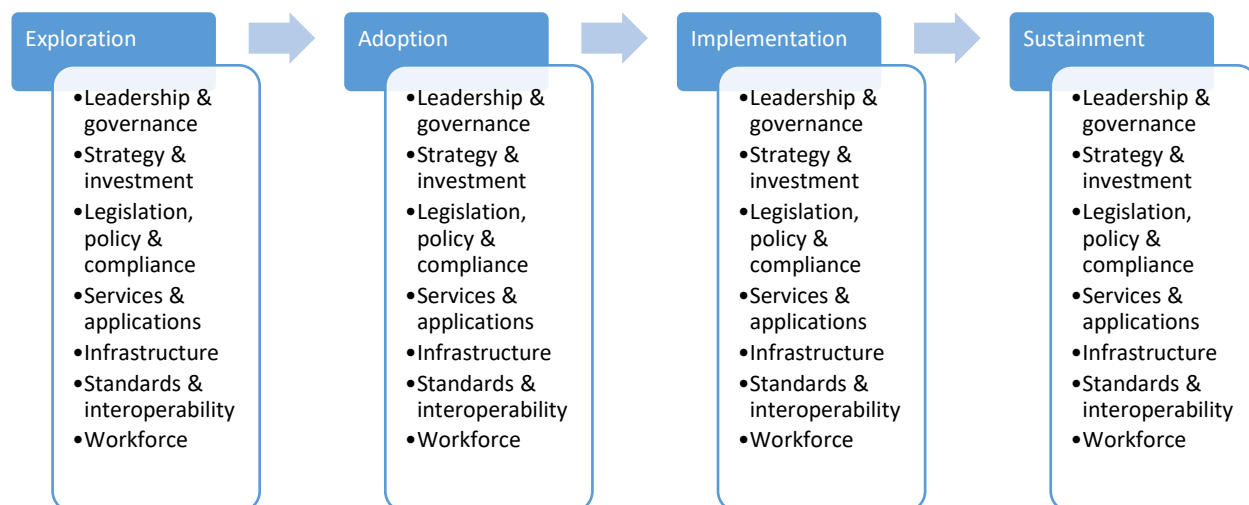 Exploration
•Leadership &
governance
•Strategy &
investment
•Legislation,
policy &
compliance
•Services &
applications
•Infrastructure
•Standards &
interoperability
•Workforce
Adoption
•Leadership &
governance
•Strategy &
investment
•Legislation,
policy &
compliance
•Services &
applications
•Infrastructure
•Standards &
interoperability
•Workforce
Implementation
•Leadership &
governance
•Strategy &
investment
•Legislation,
policy &
compliance
•Services &
applications
•Infrastructure
•Standards &
interoperability
•Workforce
Sustainment
•Leadership &
governance
•Strategy &
investment
•Legislation,
policy &
compliance
•Services &
applications
•Infrastructure
•Standards &
interoperability
•Workforce